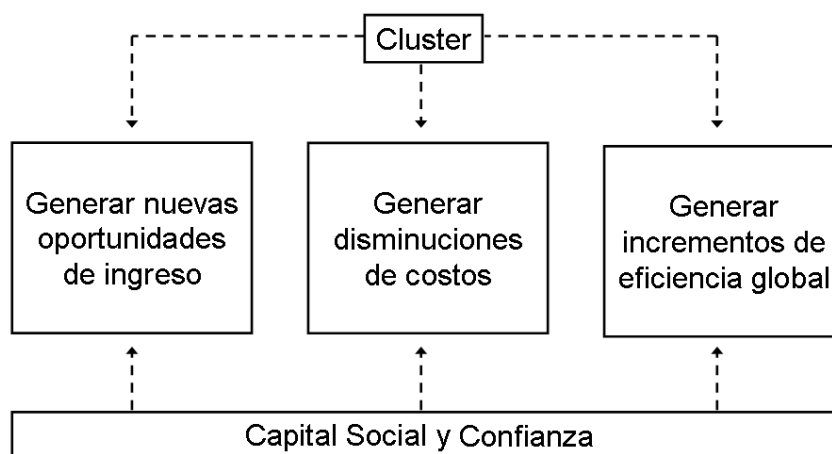 Cluster
Generar nuevas
oportunidades
de ingreso
Generar
disminuciones
de costos
Generar
incrementos de
eficiencia global
Capital Social y Confianza